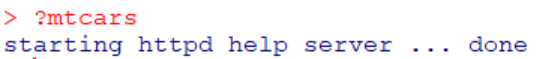 > ?mtcars
starting httpd help server ... done